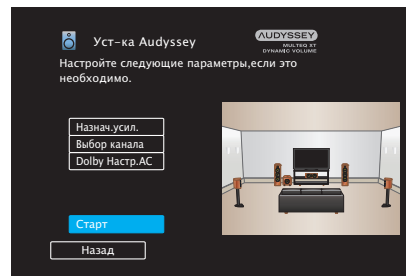 Уст-ка Audyssey
AUDYSSEY
MULTEQ XT
DYNAMIC VOLUME
Настройте следующие параметры,если это
необходимо.
Назнач.усил.
Выбор канала
Dolby Настр.АС
Старт
Назад